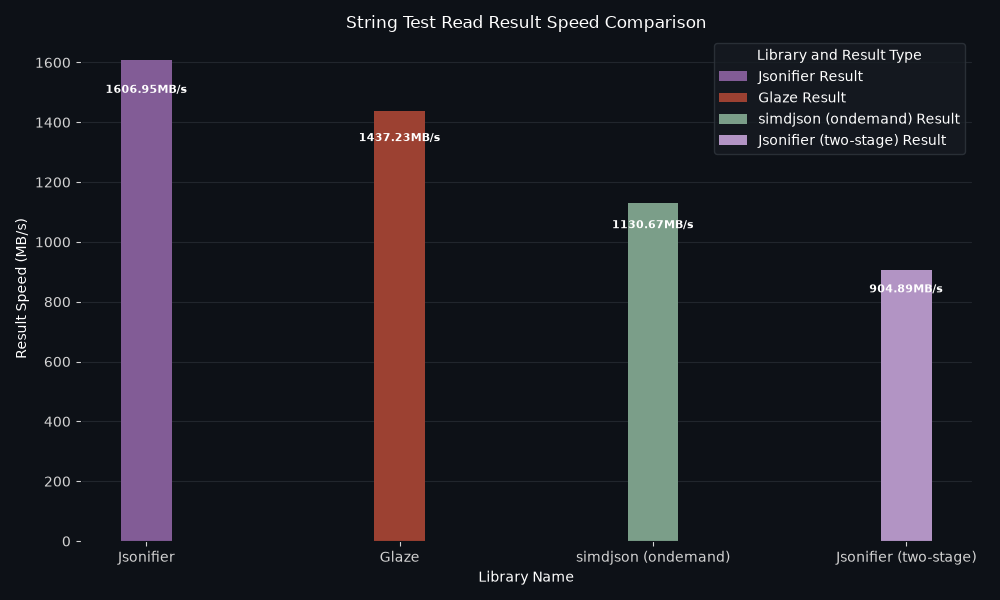 String Test Read Result Speed Comparison
Library and Result Type
Jsonifier Result
Glaze Result
simdjson (ondemand) Result
Jsonifier (two-stage) Result
Result Speed (MB/s)
1600
1400
1200
1000
800
600
400
200
0
1606.95MB/s
1437.23MB/s
1130.67MB/s
904.89MB/s
Jsonifier
Glaze
simdjson (ondemand)
Jsonifier (two-stage)
Library Name